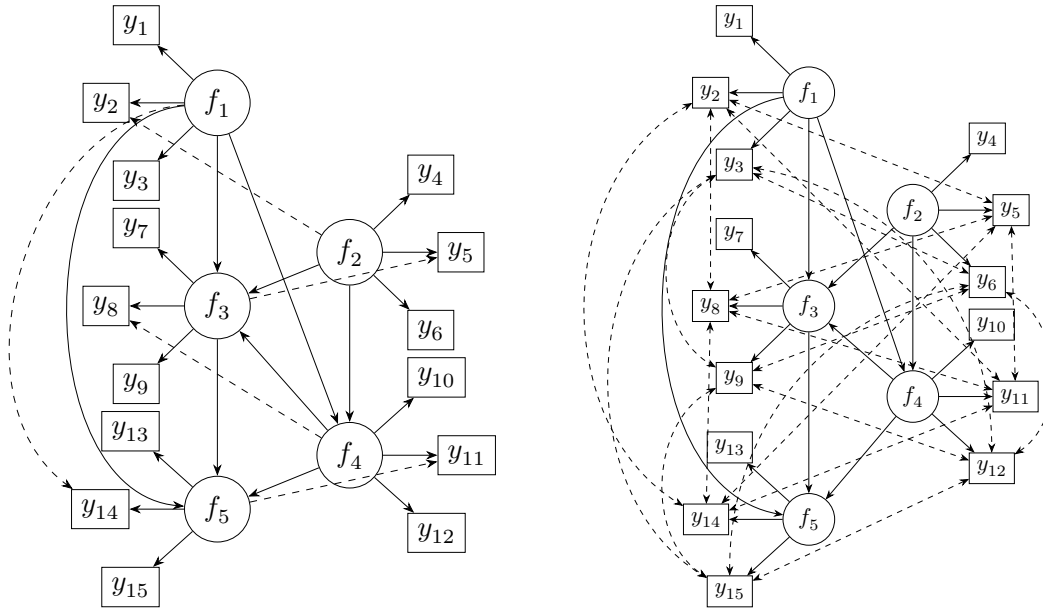 y₁
y₂
f₁
y₃
y₄
y₇
f₂
y₅
y₈
f₃
y₆
y₉
y₁₀
y₁₃
f₄
y₁₁
y₁₄
f₅
y₁₂
y₁₅
y₁
y₂
f₁
y₄
y₃
f₂
y₅
y₇
y₆
y₈
f₃
y₁₀
y₉
f₄
y₁₁
y₁₃
y₁₂
y₁₄
f₅
y₁₅